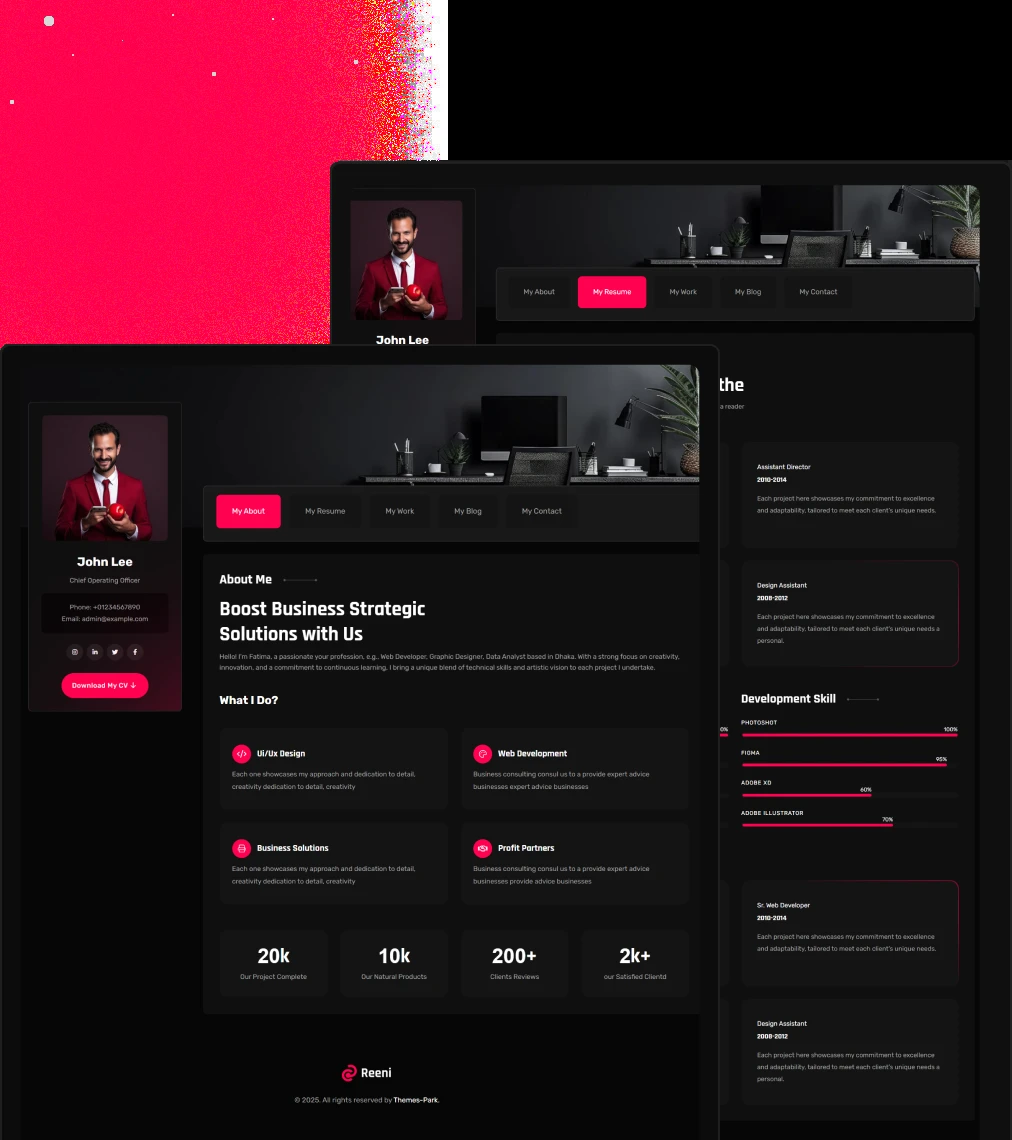 My About
My Resume
My Work
My Blog
My Contact
John Lee
the
a reader
Assistant Director
2010-2014
Each project here showcases my commitment to excellence
and adaptability, tailored to meet each client's unique needs.
Design Assistant
2008-2012
Each project here showcases my commitment to excellence
and adaptability, tailored to meet each client's unique needs a
personal.
Development Skill
0%
PHOTOSHOT
100%
FIGMA
95%
ADOBE XD
60%
ADOBE ILLUSTRATOR
70%
Sr. Web Developer
2010-2014
Each project here showcases my commitment to excellence
and adaptability, tailored to meet each client's unique needs.
Design Assistant
2008-2012
Each project here showcases my commitment to excellence
and adaptability, tailored to meet each client's unique needs a
personal.
John Lee
Chief Operating Officer
Phone: +01234567890
Email: admin@example.com
Download My CV
My About
My Resume
My Work
My Blog
My Contact
About Me
Boost Business Strategic
Solutions with Us
Hello! I'm Fatima, a passionate your profession, e.g., Web Developer, Graphic Designer, Data Analyst based in Dhaka. With a strong focus on creativity,
innovation, and a commitment to continuous learning, I bring a unique blend of technical skills and artistic vision to each project I undertake.
What I Do?
Ui/Ux Design
Each one showcases my approach and dedication to detail,
creativity dedication to detail, creativity
Web Development
Business consulting consul us to a provide expert advice
businesses expert advice businesses
Business Solutions
Each one showcases my approach and dedication to detail,
creativity dedication to detail, creativity
Profit Partners
Business consulting consul us to a provide expert advice
businesses provide advice businesses
20k
Our Project Complete
10k
Our Natural Products
200+
Clients Reviews
2k+
our Satisfied Clientd
Reeni
© 2025. All rights reserved by Themes-Park.